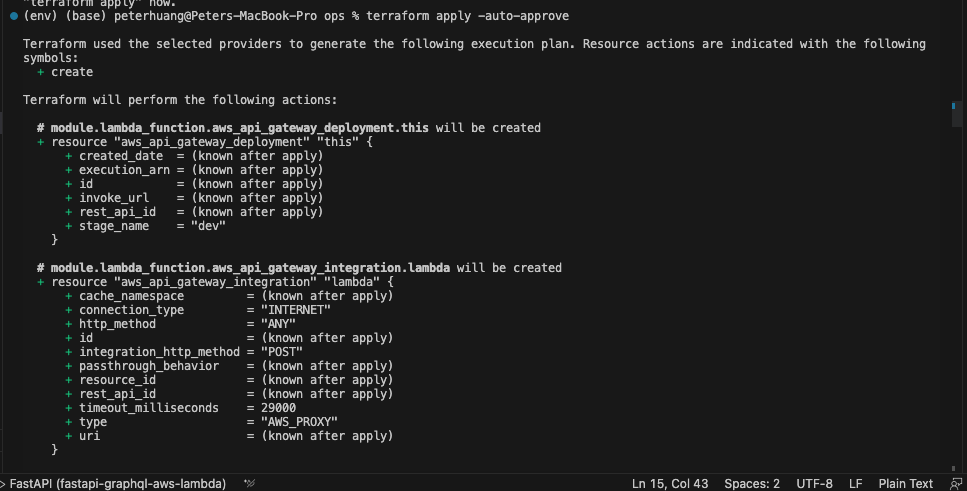 "terraform apply" now.
(env) (base) peterhuang@Peters-MacBook-Pro ops % terraform apply -auto-approve
Terraform used the selected providers to generate the following execution plan. Resource actions are indicated with the following
symbols:
  + create
Terraform will perform the following actions:
  # module.lambda_function.aws_api_gateway_deployment.this will be created
  + resource "aws_api_gateway_deployment" "this" {
      + created_date  = (known after apply)
      + execution_arn = (known after apply)
      + id            = (known after apply)
      + invoke_url    = (known after apply)
      + rest_api_id   = (known after apply)
      + stage_name    = "dev"
    }
  # module.lambda_function.aws_api_gateway_integration.lambda will be created
  + resource "aws_api_gateway_integration" "lambda" {
      + cache_namespace         = (known after apply)
      + connection_type         = "INTERNET"
      + http_method             = "ANY"
      + id                      = (known after apply)
      + integration_http_method = "POST"
      + passthrough_behavior    = (known after apply)
      + resource_id             = (known after apply)
      + rest_api_id             = (known after apply)
      + timeout_milliseconds    = 29000
      + type                    = "AWS_PROXY"
      + uri                     = (known after apply)
    }
FastAPI (fastapi-graphql-aws-lambda) Ln 15, Col 43 Spaces: 2 UTF-8 LF Plain Text